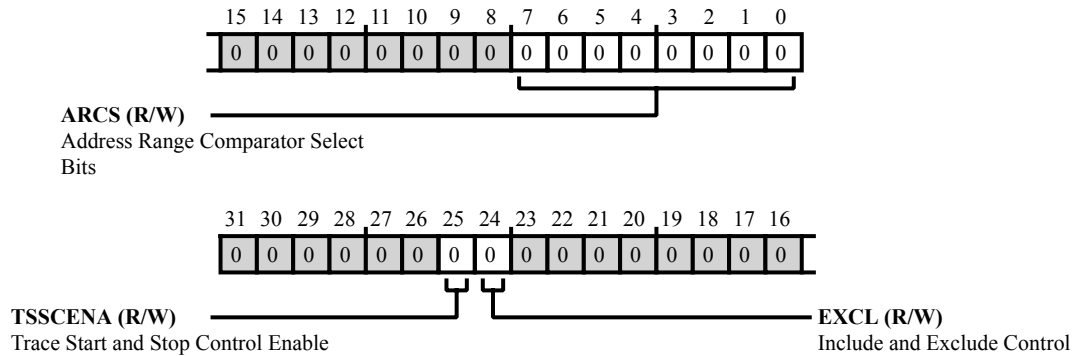 15 14 13 12 11 10 9 8 7 6 5 4 3 2 1 0
0 0 0 0 0 0 0 0 0 0 0 0 0 0 0 0
ARCS (R/W)
Address Range Comparator Select
Bits
31 30 29 28 27 26 25 24 23 22 21 20 19 18 17 16
0 0 0 0 0 0 0 0 0 0 0 0 0 0 0 0
TSSCENA (R/W)
Trace Start and Stop Control Enable
EXCL (R/W)
Include and Exclude Control